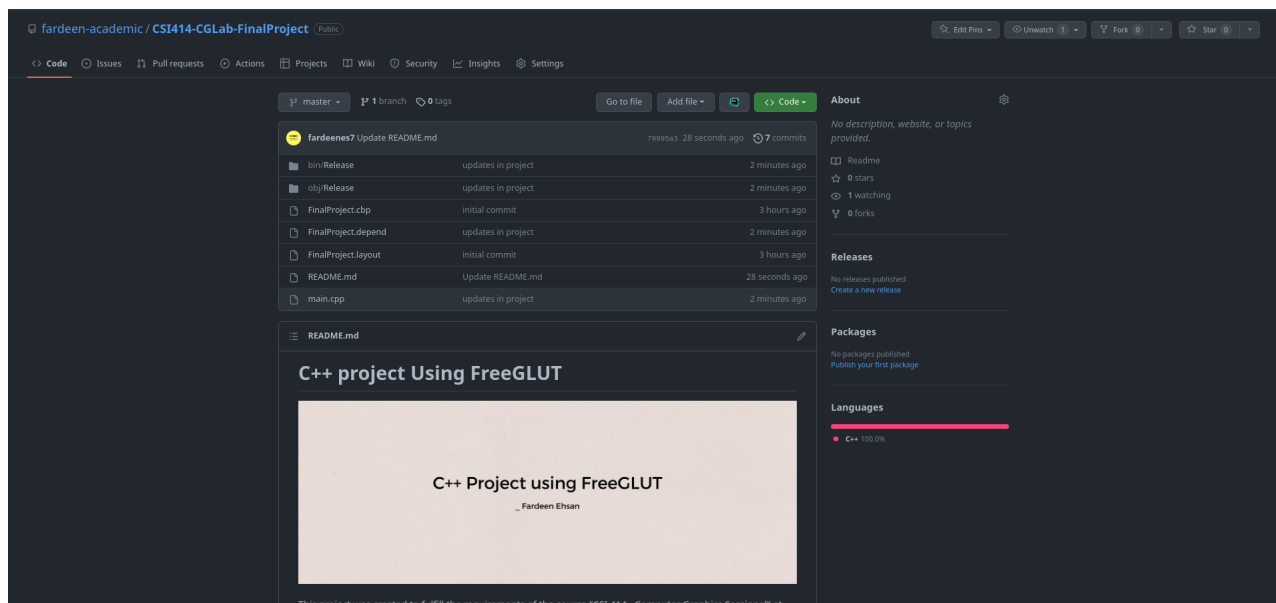 fardeen-academic / CSI414-CGLab-FinalProject Public
Edit Pins Unwatch 1 Fork 0 Star 0
Code Issues Pull requests Actions Projects Wiki Security Insights Settings
master 1 branch 0 tags Go to file Add file Code
fardeenes7 Update README.md 28 seconds ago 7 commits
bin/Release updates in project 2 minutes ago
obj/Release updates in project 2 minutes ago
FinalProject.cbp initial commit 3 hours ago
FinalProject.depend updates in project 2 minutes ago
FinalProject.layout initial commit 3 hours ago
README.md Update README.md 28 seconds ago
main.cpp updates in project 2 minutes ago
README.md
C++ project Using FreeGLUT
C++ Project using FreeGLUT
_ Fardeen Ehsan
About
No description, website, or topics
provided.
Readme
0 stars
1 watching
0 forks
Releases
No releases published
Create a new release
Packages
No packages published
Publish your first package
Languages
C++ 100.0%